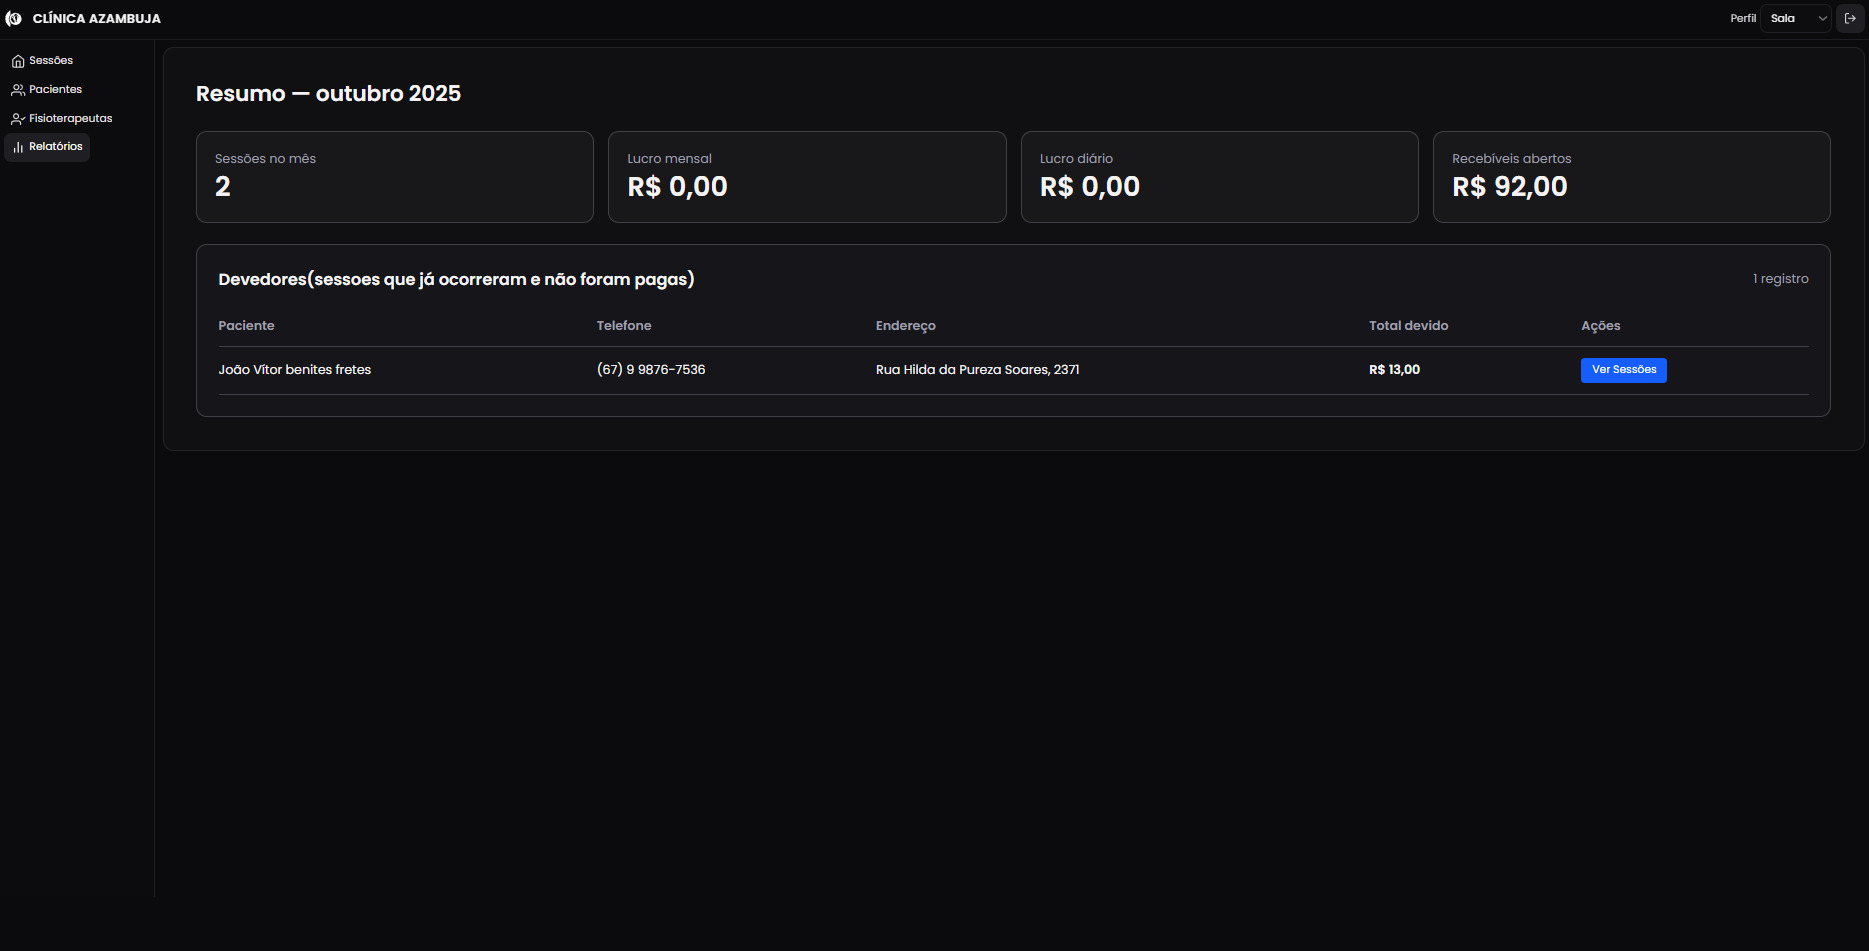 CLÍNICA AZAMBUJA
Perfil Sala
Sessões
Pacientes
Fisioterapeutas
Relatórios
Resumo — outubro 2025
Sessões no mês
2
Lucro mensal
R$ 0,00
Lucro diário
R$ 0,00
Recebíveis abertos
R$ 92,00
Devedores(sessoes que já ocorreram e não foram pagas)
1 registro
Paciente Telefone Endereço Total devido Ações
João Vítor benites fretes (67) 9 9876-7536 Rua Hilda da Pureza Soares, 2371 R$ 13,00 Ver Sessões